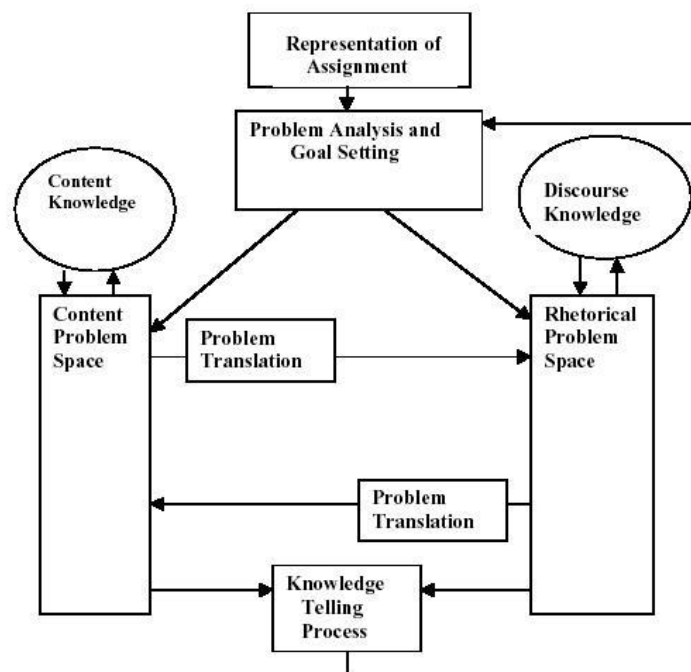 Representation of
Assignment
Problem Analysis and
Goal Setting
Content
Knowledge
Discourse
Knowledge
Content
Problem
Space
Problem
Translation
Rhetorical
Problem
Space
Problem
Translation
Knowledge
Telling
Process